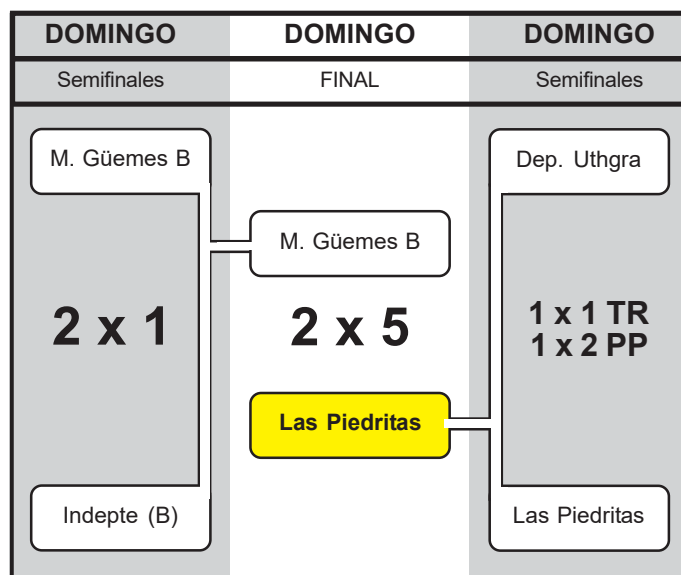 DOMINGO DOMINGO DOMINGO
Semifinales FINAL Semifinales
M. Güemes B
Dep. Uthgra
M. Güemes B
2 x 1
2 x 5
1 x 1 TR
1 x 2 PP
Las Piedritas
Indepte (B)
Las Piedritas